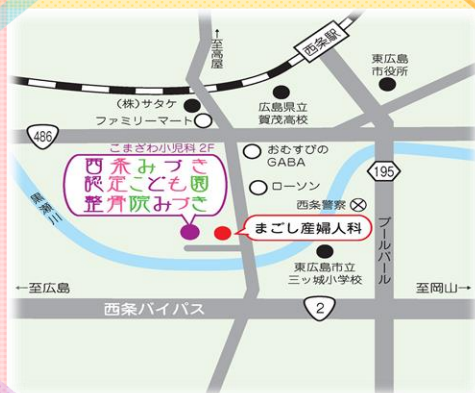 ↑至高屋
西条駅
東広島
市役所
(株)サタケ
ファミリーマート
広島県立
賀茂高校
486
こまざわ小児科 2F
西条みづき
認定こども園
整骨院みづき
おむすびの
GABA
ローソン
195
西条警察
黒瀬川
まごし産婦人科
ブールバール
東広島市立
三ッ城小学校
←至広島
至岡山→
西条バイパス
2